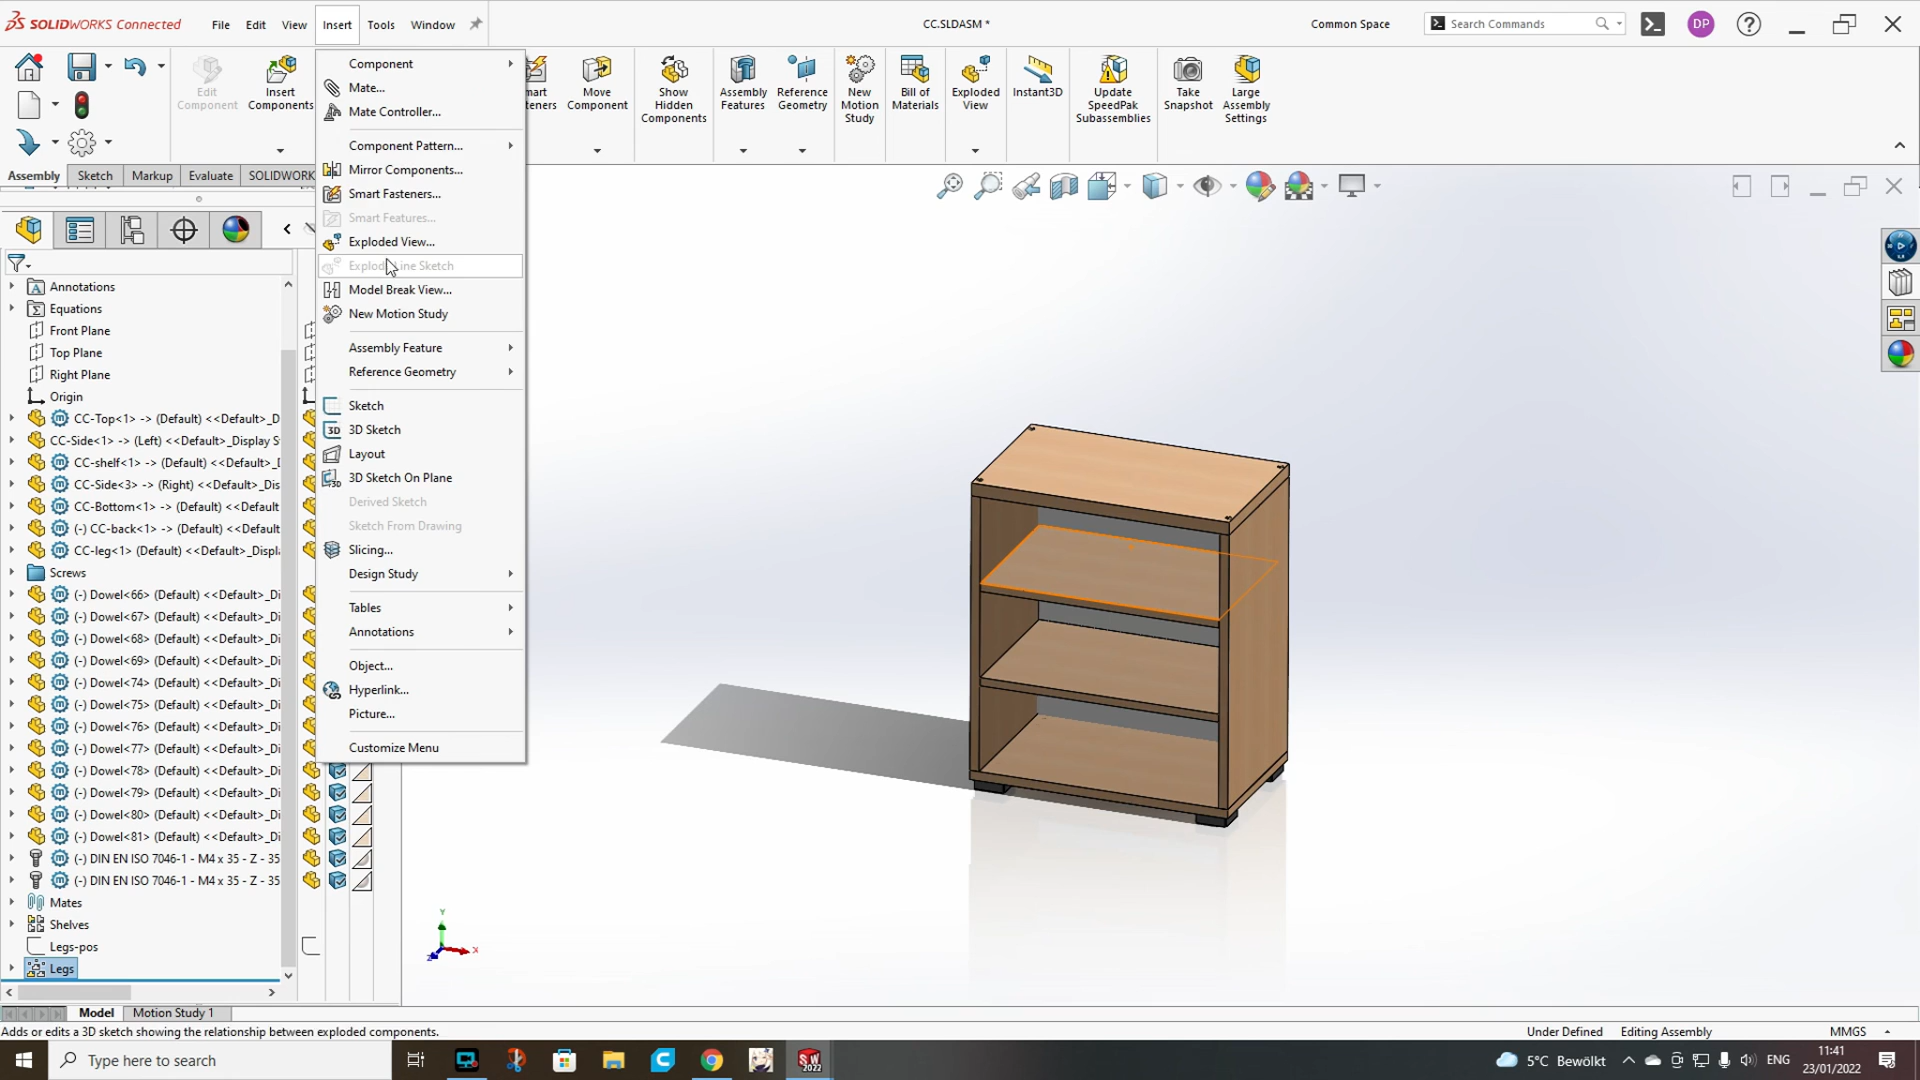 SOLIDWORKS Connected
File Edit View Insert Tools Window
CC.SLDASM *
Common Space
Search Commands
DP
Edit Component
Insert Components
Move Component
Show Hidden Components
Assembly Features
Reference Geometry
New Motion Study
Bill of Materials
Exploded View
Instant3D
Update SpeedPak Subassemblies
Take Snapshot
Large Assembly Settings
Assembly Sketch Markup Evaluate SOLIDWORK
Component
Mate...
Mate Controller...
Component Pattern...
Mirror Components...
Smart Fasteners...
Smart Features...
Exploded View...
Explode Line Sketch
Model Break View...
New Motion Study
Assembly Feature
Reference Geometry
Sketch
3D Sketch
Layout
3D Sketch On Plane
Derived Sketch
Sketch From Drawing
Slicing...
Design Study
Tables
Annotations
Object...
Hyperlink...
Picture...
Customize Menu
Annotations
Equations
Front Plane
Top Plane
Right Plane
Origin
CC-Top<1> -> (Default) <<Default>_D
CC-Side<1> -> (Left) <<Default>_Display S
CC-shelf<1> -> (Default) <<Default>_
CC-Side<3> -> (Right) <<Default>_Dis
CC-Bottom<1> -> (Default) <<Default
(-) CC-back<1> -> (Default) <<Default
CC-leg<1> (Default) <<Default>_Displ
Screws
(-) Dowel<66> (Default) <<Default>_Di
(-) Dowel<67> (Default) <<Default>_Di
(-) Dowel<68> (Default) <<Default>_Di
(-) Dowel<69> (Default) <<Default>_Di
(-) Dowel<74> (Default) <<Default>_Di
(-) Dowel<75> (Default) <<Default>_Di
(-) Dowel<76> (Default) <<Default>_Di
(-) Dowel<77> (Default) <<Default>_Di
(-) Dowel<78> (Default) <<Default>_Di
(-) Dowel<79> (Default) <<Default>_Di
(-) Dowel<80> (Default) <<Default>_Di
(-) Dowel<81> (Default) <<Default>_Di
(-) DIN EN ISO 7046-1 - M4 x 35 - Z - 35
(-) DIN EN ISO 7046-1 - M4 x 35 - Z - 35
Mates
Shelves
Legs-pos
Legs
Y
X
Z
Model Motion Study 1
Adds or edits a 3D sketch showing the relationship between exploded components.
Under Defined Editing Assembly MMGS
Type here to search
5°C Bewölkt
ENG
11:41
23/01/2022